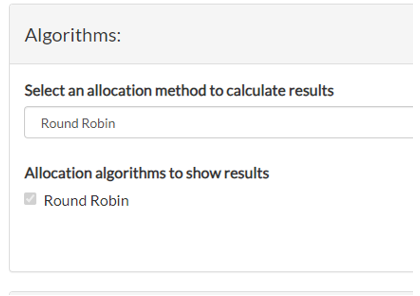 Algorithms:
Select an allocation method to calculate results
Round Robin
Allocation algorithms to show results
Round Robin